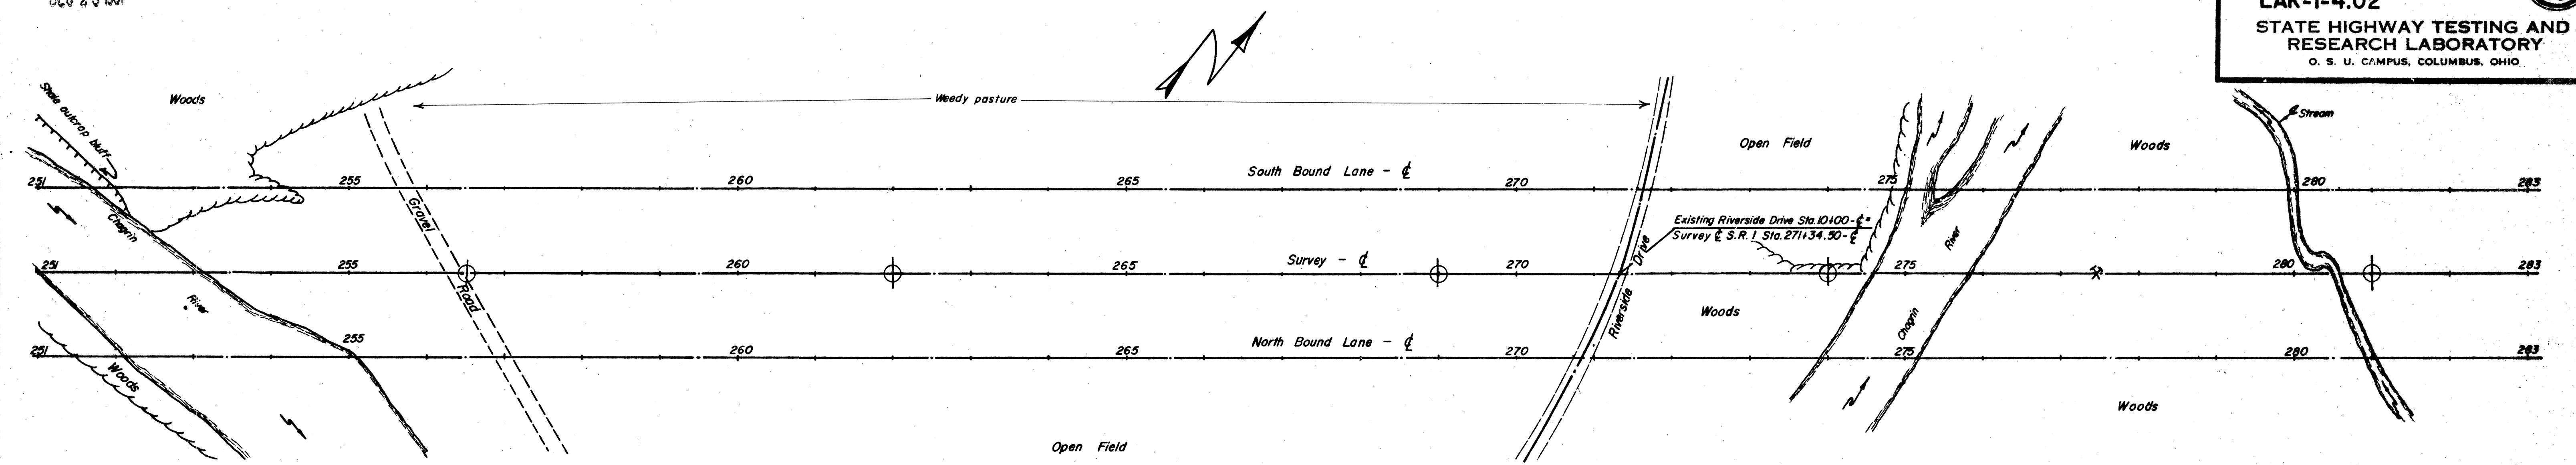 LAK-1-4.02
STATE HIGHWAY TESTING AND
RESEARCH LABORATORY
O. S. U. CAMPUS, COLUMBUS, OHIO
Woods
Weedy pasture
Shale outcrop bluff
Open Field
Woods
℄ Stream
251
255
260
265
South Bound Lane - ℄
270
275
280
283
Chagrin
Gravel
Existing Riverside Drive Sta.10+00-℄=
Survey ℄ S.R. 1 Sta.271+34.50-℄
251
255
260
265
Survey - ℄
270
Drive
275
River
280
283
River
Road
Riverside
Woods
Chagrin
251
255
260
265
North Bound Lane - ℄
270
275
280
283
Woods
Open Field
Woods